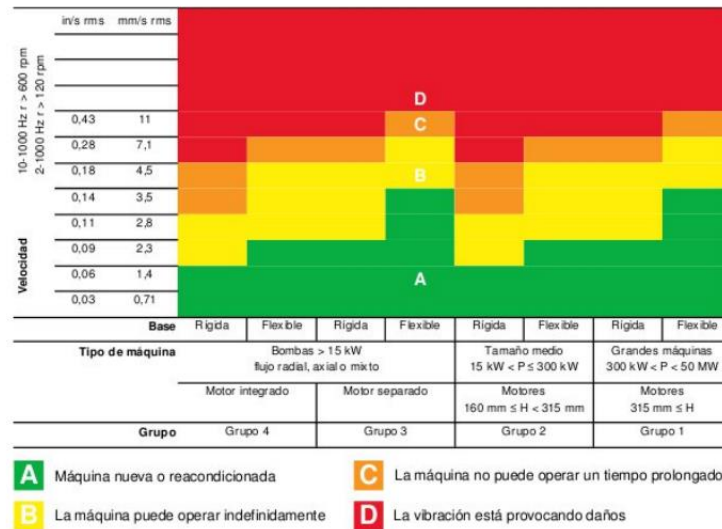 in/s rms mm/s rms
10-1000 Hz r > 600 rpm
2-1000 Hz r > 120 rpm
Velocidad
D
0,43 11 C
0,28 7,1
0,18 4,5 B
0,14 3,5
0,11 2,8
0,09 2,3
0,06 1,4 A
0,03 0,71
Base Rígida Flexible Rígida Flexible Rígida Flexible Rígida Flexible
Tipo de máquina Bombas > 15 kW Tamaño medio Grandes máquinas
flujo radial, axial o mixto 15 kW < P ≤ 300 kW 300 kW < P < 50 MW
Motor integrado Motor separado Motores Motores
160 mm ≤ H < 315 mm 315 mm ≤ H
Grupo Grupo 4 Grupo 3 Grupo 2 Grupo 1
A Máquina nueva o reacondicionada C La máquina no puede operar un tiempo prolongado
B La máquina puede operar indefinidamente D La vibración está provocando daños